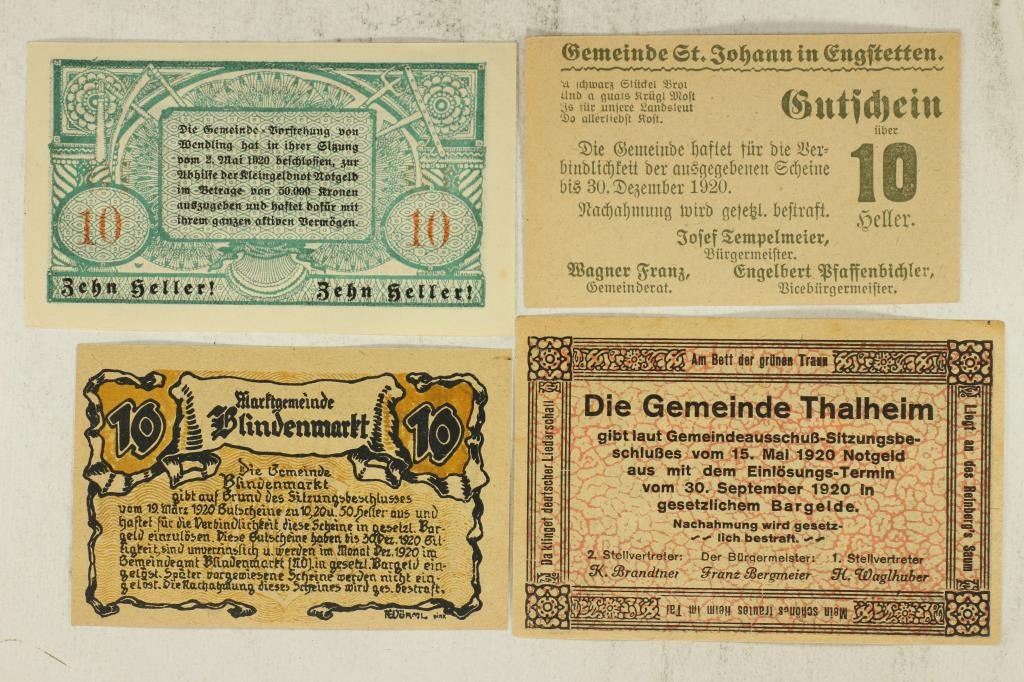 Die Gemeinde-Vorstehung von
Wendling hat in ihrer Sitzung
vom 2. Mai 1920 beschlossen, zur
Abhilfe der Kleingeldnot Notgeld
im Betrage von 50.000 Kronen
auszugeben und haftet dafür mit
ihrem ganzen aktiven Vermögen.
10
10
Zehn Heller!
Zehn Heller!
Gemeinde St. Johann in Engstetten.
A schwarz Stückel Brot
Und a guats Krügl Most
Is für unsere Landsleut
Do allerliebst Kost.
Gutschein
über
10
Heller.
Die Gemeinde haftet für die Ver-
bindlichkeit der ausgegebenen Scheine
bis 30. Dezember 1920.
Nachahmung wird gesetzl. bestraft.
Josef Tempelmeier,
Bürgermeister.
Wagner Franz,
Gemeinderat.
Engelbert Pfaffenbichler,
Vicebürgermeister.
10
Marktgemeinde
Blindenmarkt
10
Die Gemeinde
Blindenmarkt
gibt auf Grund des Sitzungsbeschlusses
vom 19. März 1920 Gutscheine zu 10, 20 u. 50 Heller aus und
haftet für die Verbindlichkeit diese Scheine in gesetzl. Bar-
geld einzulösen. Diese Gutscheine haben bis 30. Dez. 1920 Gil-
tigkeit, sind unverzinslich u. werden im Monat Dez. 1920 im
Gemeindeamt Blindenmarkt (N.Ö.) in gesetzl. Bargeld ein-
gelöst. Später vorgewiesene Scheine werden nicht ein-
gelöst. Die Nachahmung dieses Scheines wird ges. bestraft.
Am Bett der grünen Traun
Da klinget deutscher Liedarschall
Liegt an des Reinberg's Saum
Mein schönes trautes Heim im Tal
Die Gemeinde Thalheim
gibt laut Gemeindeausschuß-Sitzungsbe-
schlußes vom 15. Mai 1920 Notgeld
aus mit dem Einlösungs-Termin
vom 30. September 1920 in
gesetzlichem Bargelde.
Nachahmung wird gesetz-
lich bestraft.
2. Stellvertreter: Der Bürgermeister: 1. Stellvertreter
K. Brandtner Franz Bergmeier H. Waglhuber